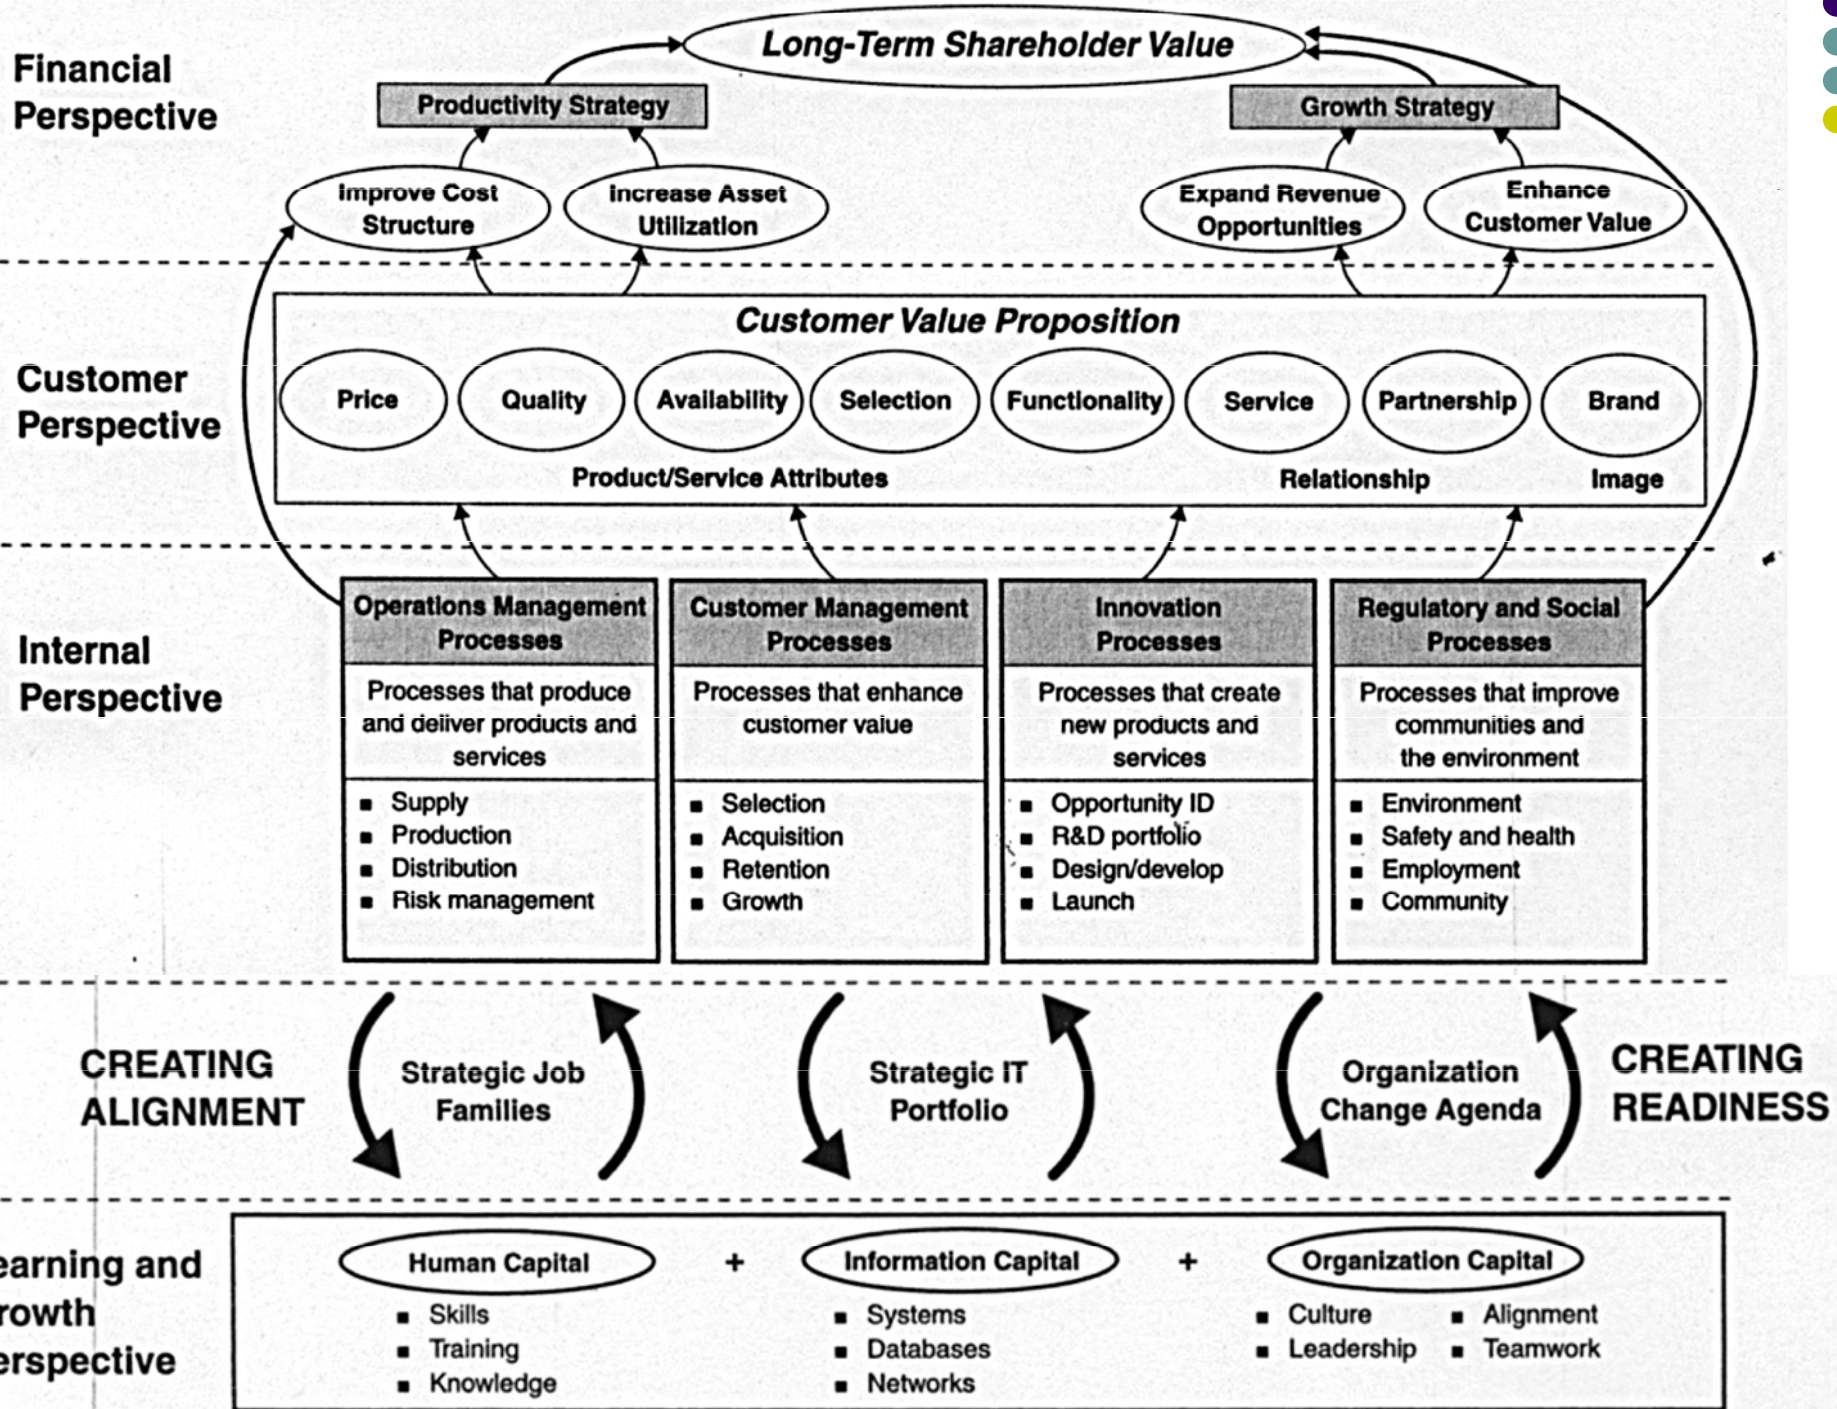 Long-Term Shareholder Value
Financial
Perspective
Productivity Strategy
Growth Strategy
Improve Cost
Structure
Increase Asset
Utilization
Expand Revenue
Opportunities
Enhance
Customer Value
Customer Value Proposition
Customer
Perspective
Price
Quality
Availability
Selection
Functionality
Service
Partnership
Brand
Product/Service Attributes
Relationship
Image
Internal
Perspective
Operations Management
Processes
Processes that produce
and deliver products and
services
▪ Supply
▪ Production
▪ Distribution
▪ Risk management
Customer Management
Processes
Processes that enhance
customer value
▪ Selection
▪ Acquisition
▪ Retention
▪ Growth
Innovation
Processes
Processes that create
new products and
services
▪ Opportunity ID
▪ R&D portfolio
▪ Design/develop
▪ Launch
Regulatory and Social
Processes
Processes that improve
communities and
the environment
▪ Environment
▪ Safety and health
▪ Employment
▪ Community
CREATING
ALIGNMENT
Strategic Job
Families
Strategic IT
Portfolio
Organization
Change Agenda
CREATING
READINESS
earning and
rowth
erspective
Human Capital
+
Information Capital
+
Organization Capital
▪ Skills
▪ Training
▪ Knowledge
▪ Systems
▪ Databases
▪ Networks
▪ Culture
▪ Leadership
▪ Alignment
▪ Teamwork